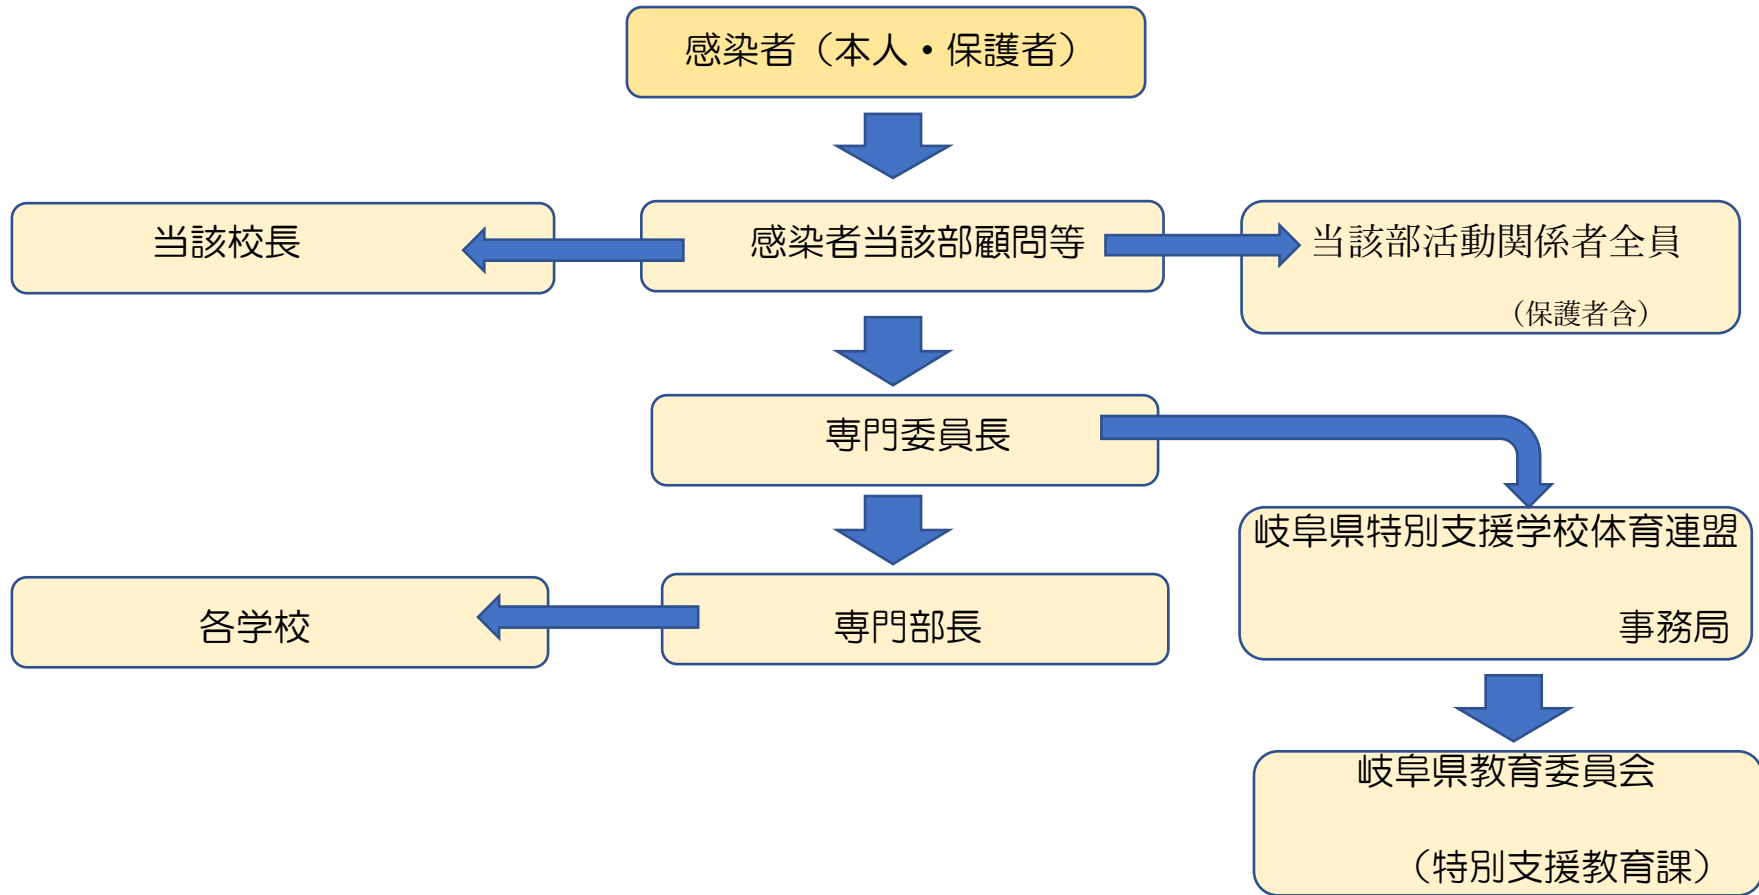 感染者（本人・保護者）
当該校長
感染者当該部顧問等
当該部活動関係者全員
（保護者含）
専門委員長
岐阜県特別支援学校体育連盟
事務局
各学校
専門部長
岐阜県教育委員会
（特別支援教育課）